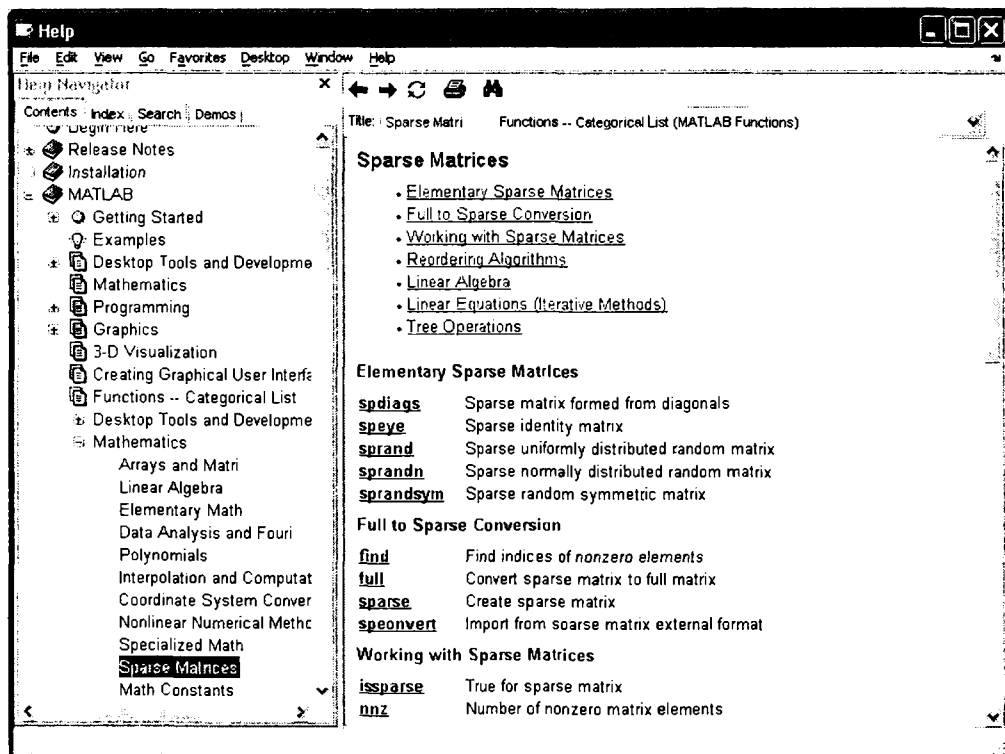 Help
File Edit View Go Favorites Desktop Window Help
Help Navigator
Contents Index Search Demos
Begin Here
Release Notes
Installation
MATLAB
Getting Started
Examples
Desktop Tools and Developme
Mathematics
Programming
Graphics
3-D Visualization
Creating Graphical User Interfa
Functions -- Categorical List
Desktop Tools and Developme
Mathematics
Arrays and Matri
Linear Algebra
Elementary Math
Data Analysis and Fouri
Polynomials
Interpolation and Computat
Coordinate System Conver
Nonlinear Numerical Methc
Specialized Math
Sparse Matrices
Math Constants
Title: Sparse Matri Functions -- Categorical List (MATLAB Functions)
Sparse Matrices
• Elementary Sparse Matrices
• Full to Sparse Conversion
• Working with Sparse Matrices
• Reordering Algorithms
• Linear Algebra
• Linear Equations (Iterative Methods)
• Tree Operations
Elementary Sparse Matrices
spdiags Sparse matrix formed from diagonals
speye Sparse identity matrix
sprand Sparse uniformly distributed random matrix
sprandn Sparse normally distributed random matrix
sprandsym Sparse random symmetric matrix
Full to Sparse Conversion
find Find indices of nonzero elements
full Convert sparse matrix to full matrix
sparse Create sparse matrix
speonvert Import from soarse matrix external format
Working with Sparse Matrices
issparse True for sparse matrix
nnz Number of nonzero matrix elements